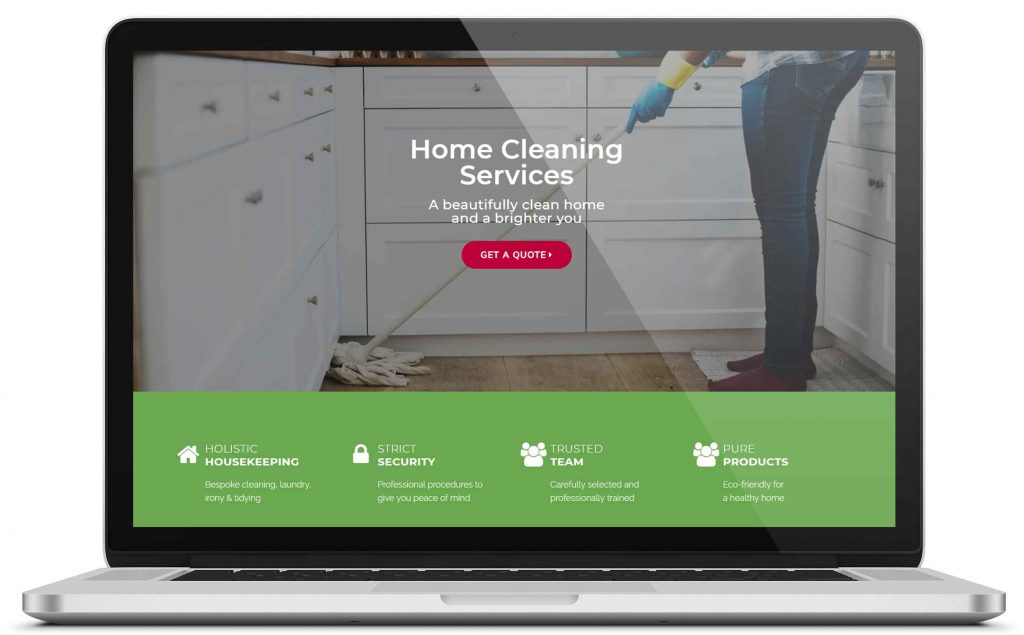 Home Cleaning
Services
A beautifully clean home
and a brighter you
GET A QUOTE
HOLISTIC
HOUSEKEEPING
Bespoke cleaning, laundry,
irony & tidying
STRICT
SECURITY
Professional procedures to
give you peace of mind
TRUSTED
TEAM
Carefully selected and
professionally trained
PURE
PRODUCTS
Eco-friendly for
a healthy home